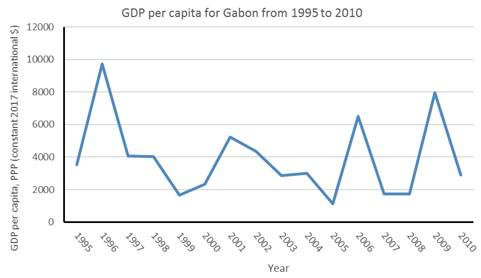 GDP per capita for Gabon from 1995 to 2010
GDP per capita, PPP (constant 2017 international $)
12000
10000
8000
6000
4000
2000
0
1995 1996 1997 1998 1999 2000 2001 2002 2003 2004 2005 2006 2007 2008 2009 2010
Year